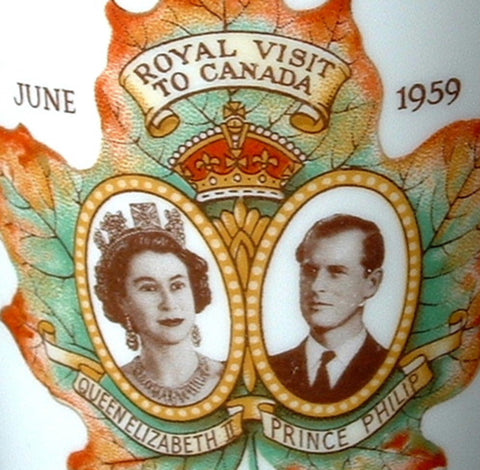 ROYAL VISIT
TO CANADA
JUNE 1959
QUEEN ELIZABETH II
PRINCE PHILIP